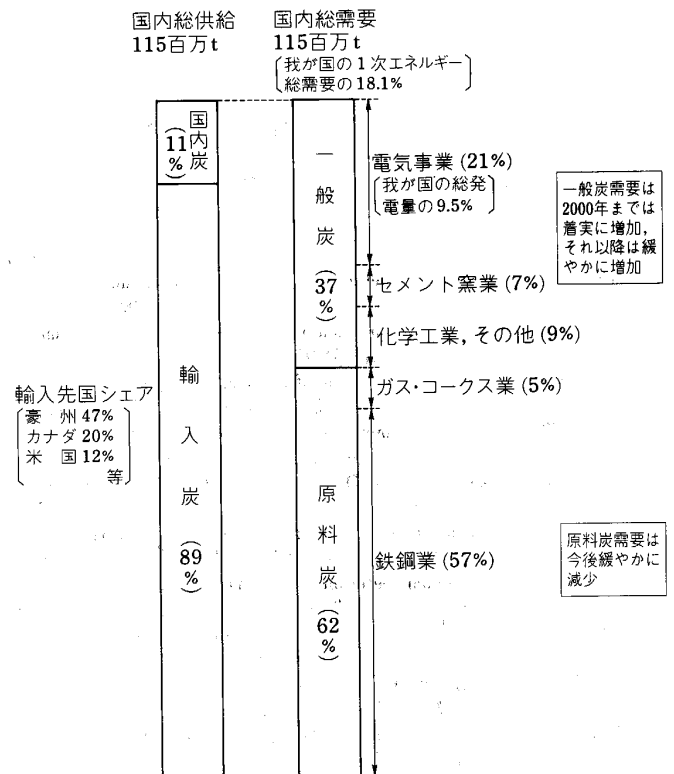 国内総供給
115百万t
国内総需要
115百万t
〔我が国の1次エネルギー
総需要の18.1%〕
国内炭
(11%)
輸入炭
(89%)
輸入先国シェア
〔豪 州 47%
カナダ 20%
米 国 12%
等〕
一般炭
(37%)
原料炭
(62%)
電気事業 (21%)
〔我が国の総発
電量の9.5%〕
セメント窯業 (7%)
化学工業, その他 (9%)
ガス・コークス業 (5%)
鉄鋼業 (57%)
一般炭需要は
2000年までは
着実に増加,
それ以降は緩
やかに増加
原料炭需要は
今後緩やかに
減少